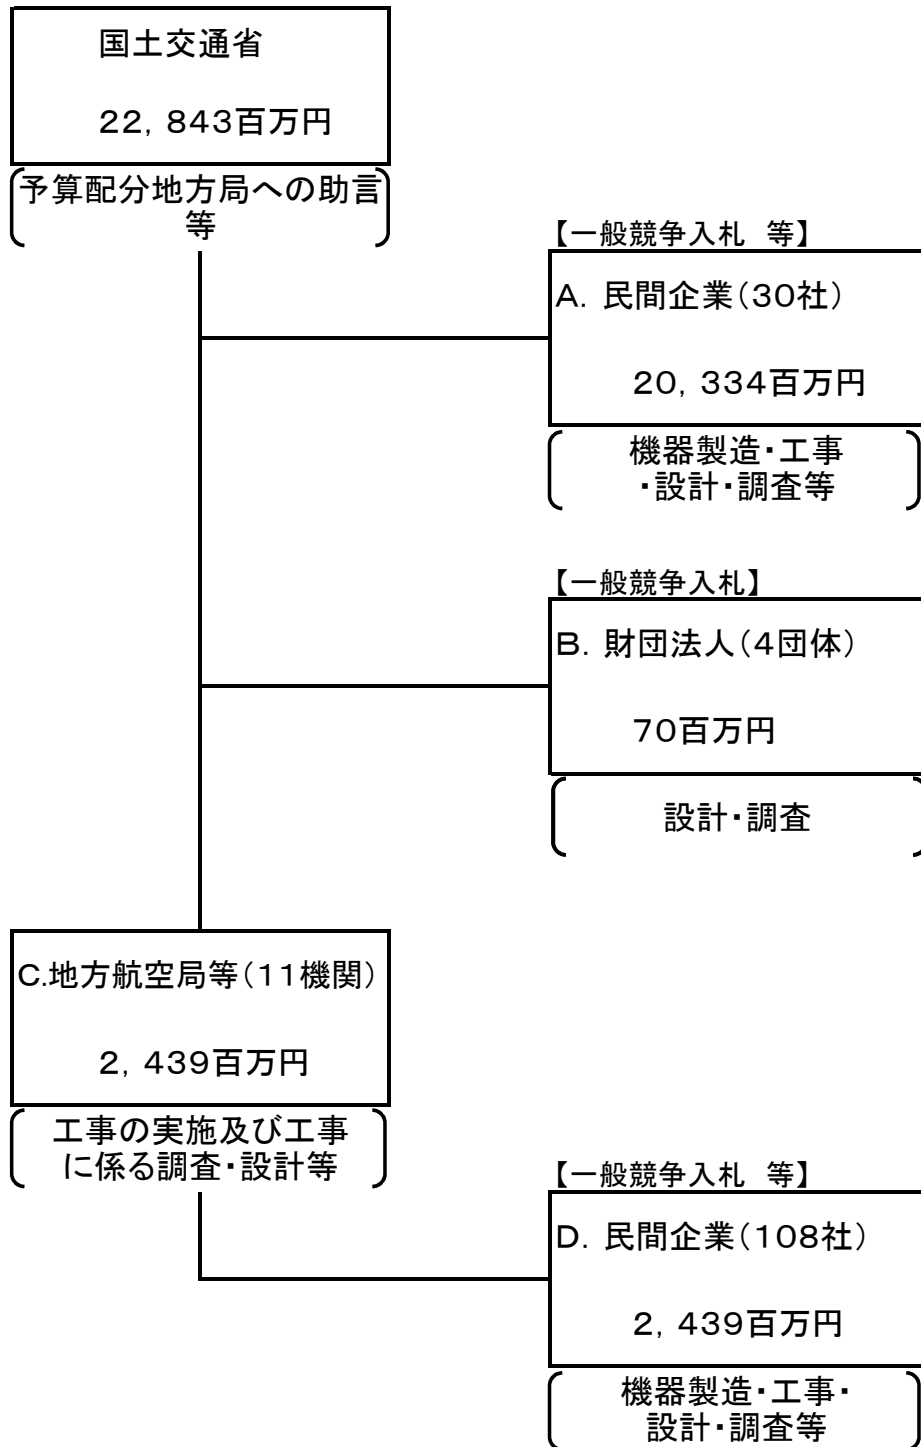 国土交通省
22，843百万円
予算配分地方局への助言
等
【一般競争入札　等】
A．民間企業（30社）
20，334百万円
機器製造・工事
・設計・調査等
【一般競争入札】
B．財団法人（4団体）
70百万円
設計・調査
C.地方航空局等（11機関）
2，439百万円
工事の実施及び工事
に係る調査・設計等
【一般競争入札　等】
D．民間企業（108社）
2，439百万円
機器製造・工事・
設計・調査等